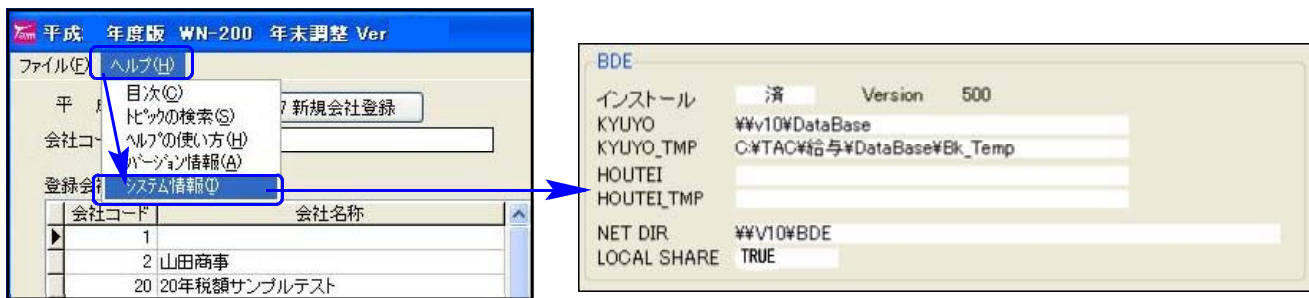 平成 年度版 WN-200 年末調整 Ver
ファイル(F) ヘルプ(H)
目次(C)
トピックの検索(S)
ヘルプの使い方(H)
バージョン情報(A)
システム情報(I)
平
新規会社登録
会社コー
登録会
会社コード 会社名称
1
2 山田商事
20 20年税額サンプルテスト
BDE
インストール 済 Version 500
KYUYO ¥¥v10¥DataBase
KYUYO_TMP C:¥TAC¥給与¥DataBase¥Bk_Temp
HOUTEI
HOUTEI_TMP
NET DIR ¥¥V10¥BDE
LOCAL SHARE TRUE